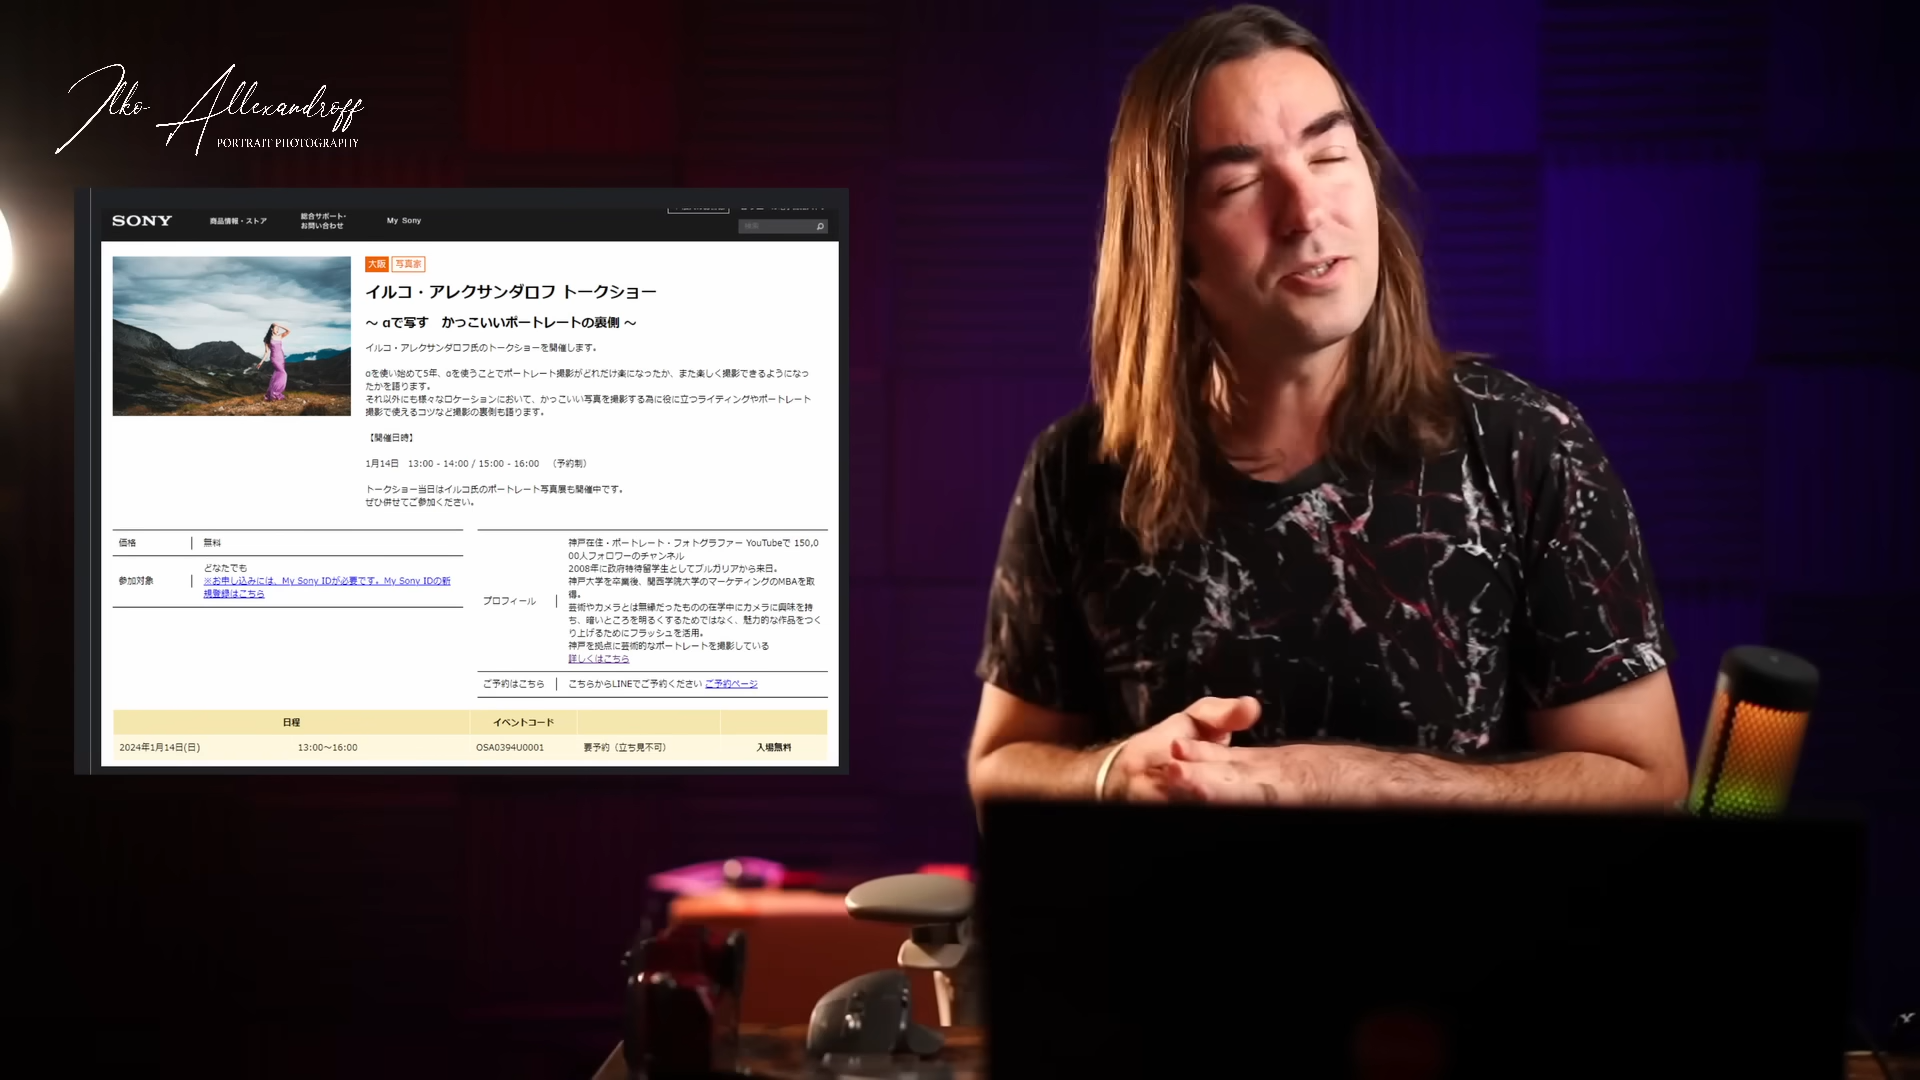 Ilko Allexandroff
PORTRAIT PHOTOGRAPHY
SONY
商品情報・ストア
総合サポート・
お問い合わせ
My Sony
検索
大阪 写真家
イルコ・アレクサンダロフ トークショー
～ αで写す　かっこいいポートレートの裏側 ～
イルコ・アレクサンダロフ氏のトークショーを開催します。
αを使い始めて5年、αを使うことでポートレート撮影がどれだけ楽になったか、また楽しく撮影できるようになっ
たかを語ります。
それ以外にも様々なロケーションにおいて、かっこいい写真を撮影する為に役に立つライティングやポートレート
撮影で使えるコツなど撮影の裏側も語ります。
【開催日時】
1月14日　13:00 - 14:00 / 15:00 - 16:00　（予約制）
トークショー当日はイルコ氏のポートレート写真展も開催中です。
ぜひ併せてご参加ください。
価格 無料
参加対象
どなたでも
※お申し込みには、My Sony IDが必要です。My Sony IDの新
規登録はこちら
プロフィール
神戸在住・ポートレート・フォトグラファー YouTubeで 150,0
00人フォロワーのチャンネル
2008年に政府特待留学生としてブルガリアから来日。
神戸大学を卒業後、関西学院大学のマーケティングのMBAを取
得。
芸術やカメラとは無縁だったものの在学中にカメラに興味を持
ち、暗いところを明るくするためではなく、魅力的な作品をつく
り上げるためにフラッシュを活用。
神戸を拠点に芸術的なポートレートを撮影している
詳しくはこちら
ご予約はこちら こちらからLINEでご予約ください ご予約ページ
日程 イベントコード
2024年1月14日(日) 13:00～16:00 OSA0394U0001 要予約（立ち見不可） 入場無料